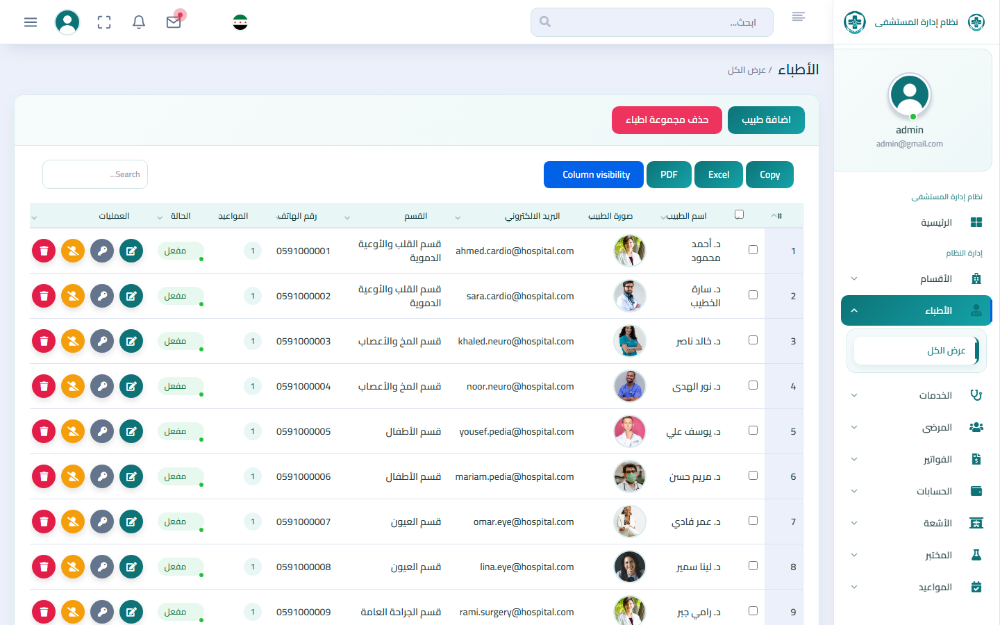 نظام إدارة المستشفى
ابحث...
admin
admin@gmail.com
نظام إدارة المستشفى
الرئيسية
إدارة النظام
الأقسام
الأطباء
عرض الكل
الخدمات
المرضى
الفواتير
الحسابات
الأشعة
المختبر
المواعيد
الأطباء / عرض الكل
اضافة طبيب حذف مجموعة اطباء
Copy Excel PDF Column visibility
Search...
# اسم الطبيب صورة الطبيب البريد الالكتروني القسم رقم الهاتف المواعيد الحالة العمليات
1 د. أحمد محمود ahmed.cardio@hospital.com قسم القلب والأوعية الدموية 0591000001 1 مفعل
2 د. سارة الخطيب sara.cardio@hospital.com قسم القلب والأوعية الدموية 0591000002 1 مفعل
3 د. خالد ناصر khaled.neuro@hospital.com قسم المخ والأعصاب 0591000003 1 مفعل
4 د. نور الهدى noor.neuro@hospital.com قسم المخ والأعصاب 0591000004 1 مفعل
5 د. يوسف علي yousef.pedia@hospital.com قسم الأطفال 0591000005 1 مفعل
6 د. مريم حسن mariam.pedia@hospital.com قسم الأطفال 0591000006 1 مفعل
7 د. عمر فادي omar.eye@hospital.com قسم العيون 0591000007 1 مفعل
8 د. لينا سمير lina.eye@hospital.com قسم العيون 0591000008 1 مفعل
9 د. رامي جبر rami.surgery@hospital.com قسم الجراحة العامة 0591000009 1 مفعل